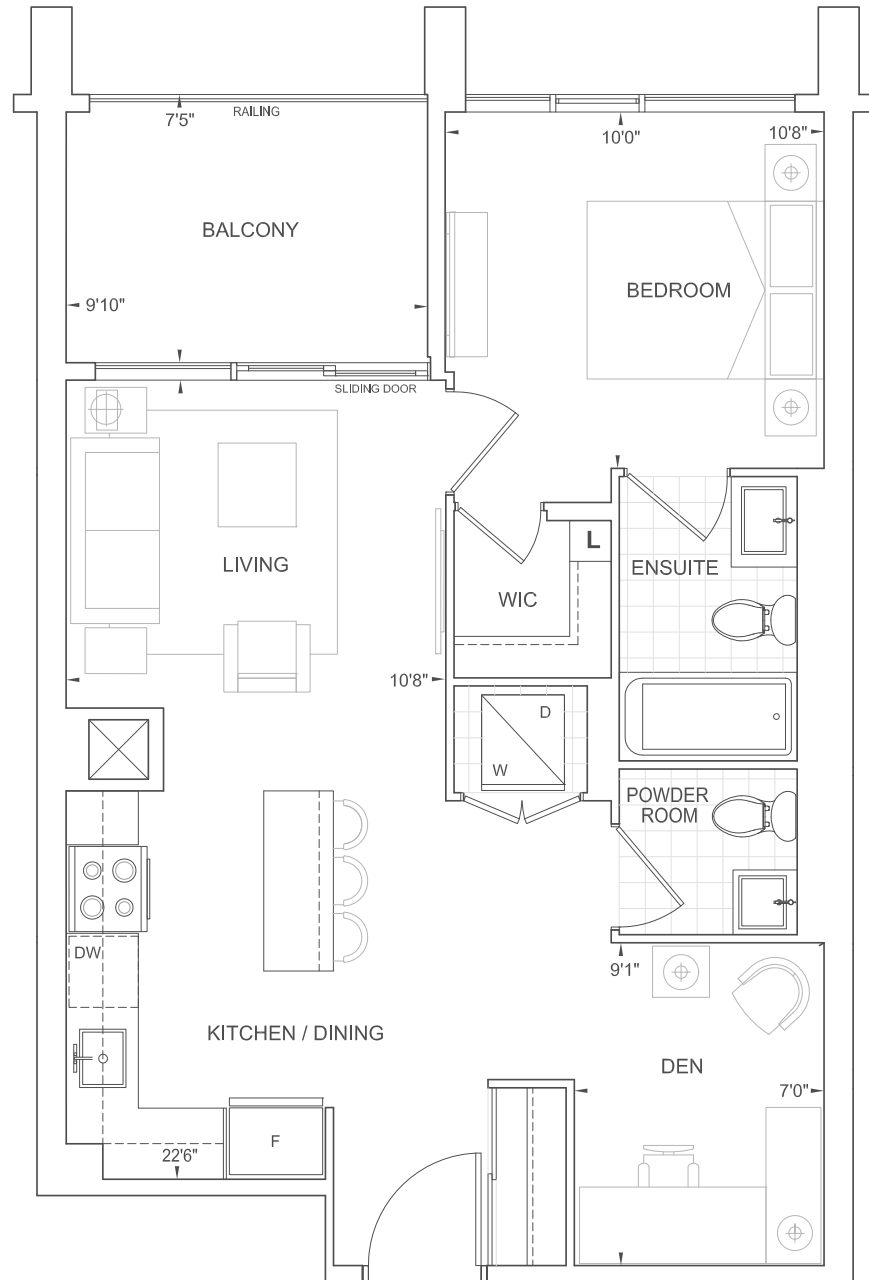 RAILING
7'5"
10'0"
10'8"
BALCONY
BEDROOM
9'10"
SLIDING DOOR
L
LIVING
ENSUITE
WIC
10'8"
D
W
POWDER
ROOM
DW
9'1"
KITCHEN / DINING
DEN
7'0"
F
22'6"